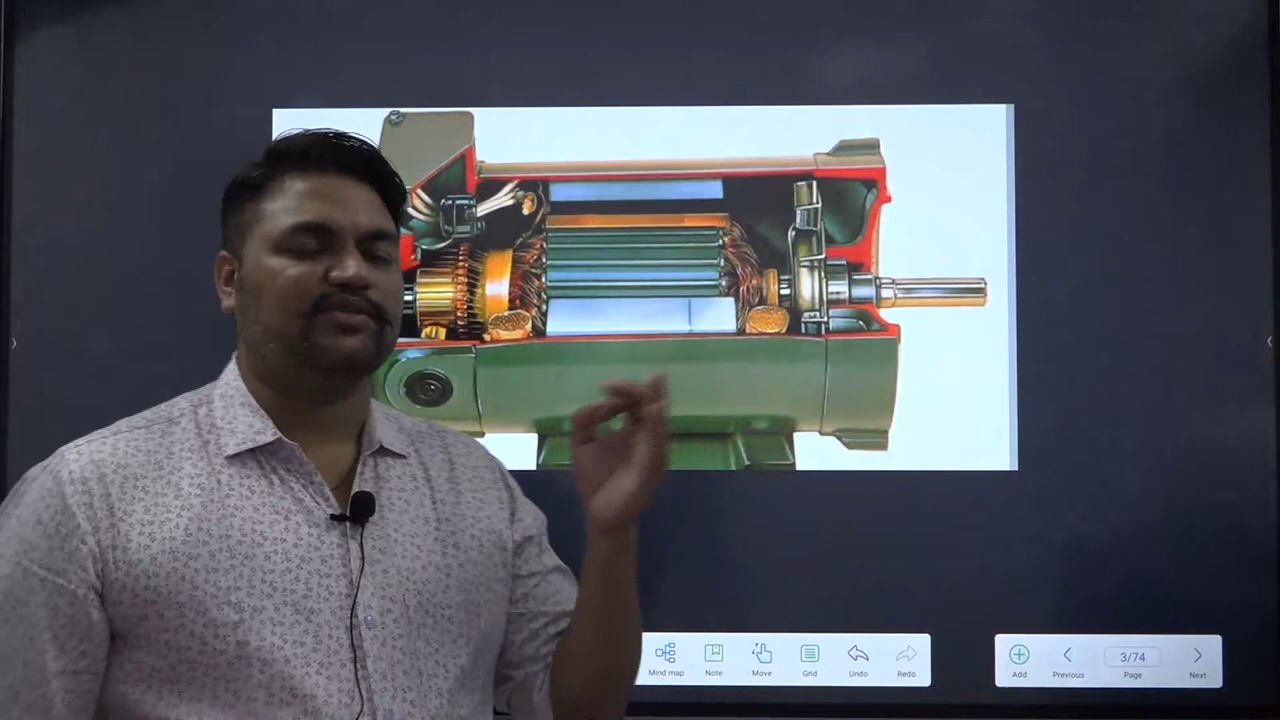 Mind map
Note
Move
Grid
Undo
Redo
Add
Previous
3/74
Page
Next